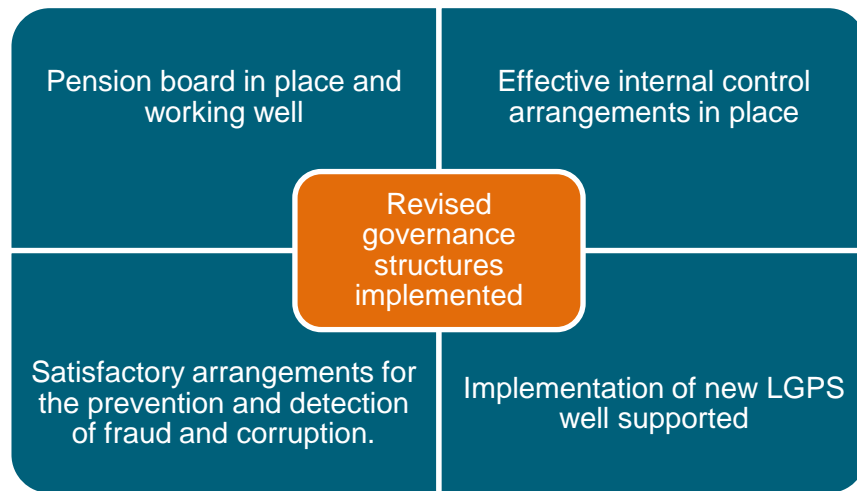 Pension board in place and
working well
Effective internal control
arrangements in place
Revised
governance
structures
implemented
Satisfactory arrangements for
the prevention and detection
of fraud and corruption.
Implementation of new LGPS
well supported